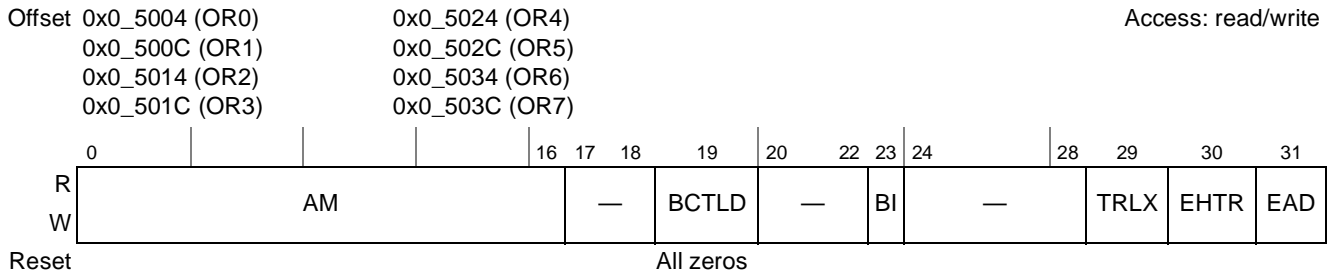 Offset 0x0_5004 (OR0) 0x0_5024 (OR4) Access: read/write
0x0_500C (OR1) 0x0_502C (OR5)
0x0_5014 (OR2) 0x0_5034 (OR6)
0x0_501C (OR3) 0x0_503C (OR7)
0 16 17 18 19 20 22 23 24 28 29 30 31
R
AM — BCTLD — BI — TRLX EHTR EAD
W
Reset All zeros